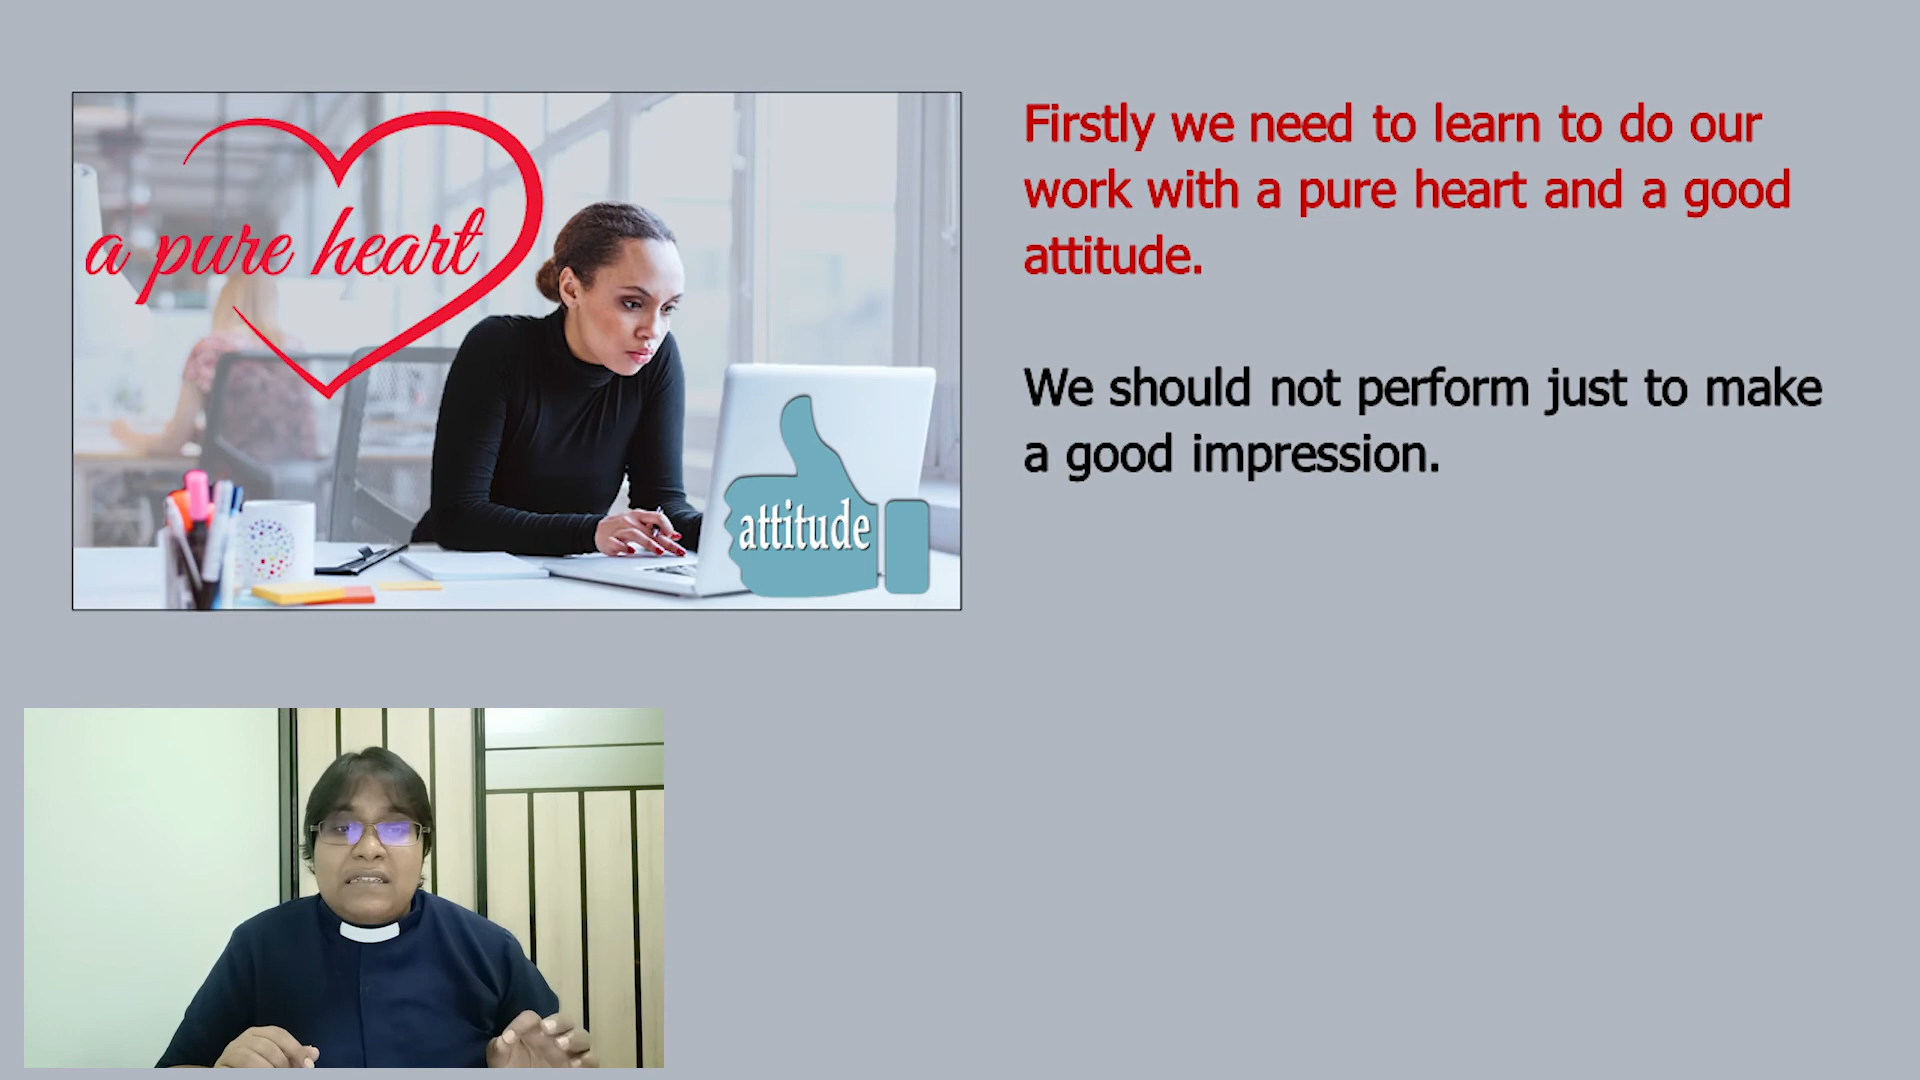 a pure heart
attitude
Firstly we need to learn to do our
work with a pure heart and a good
attitude.
We should not perform just to make
a good impression.